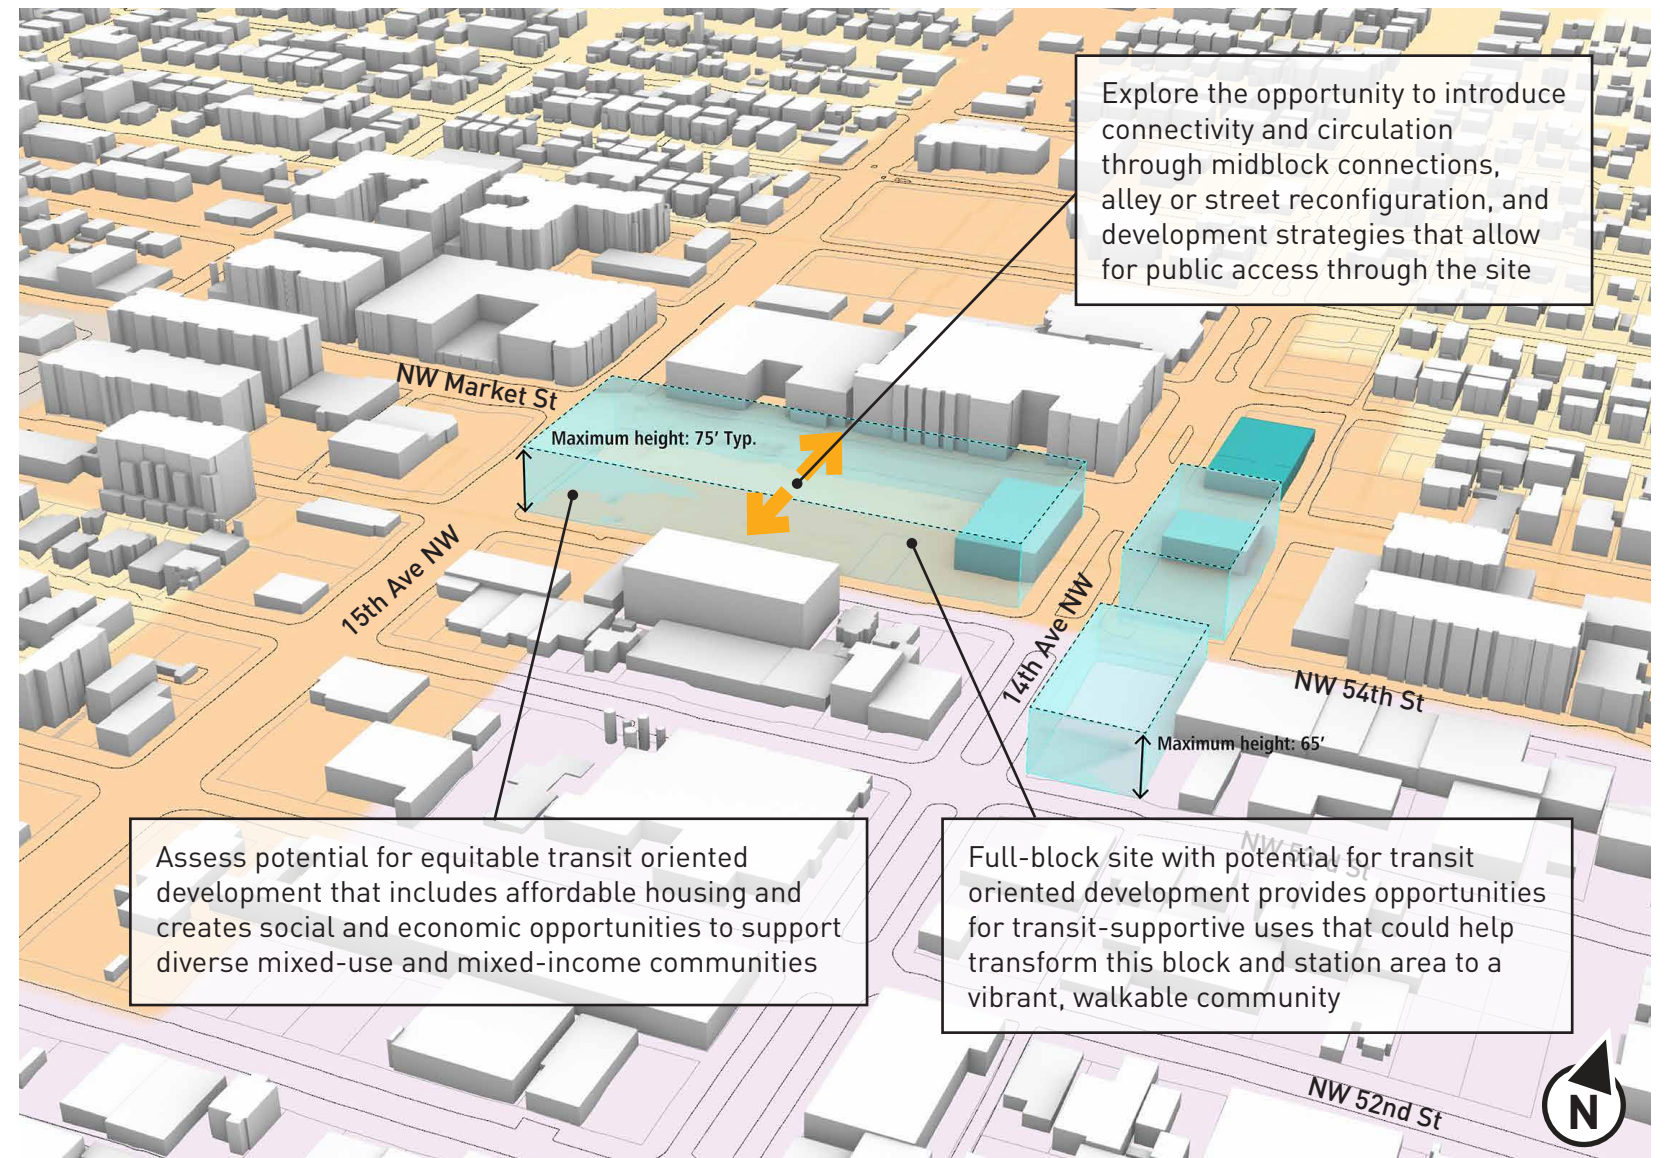 Explore the opportunity to introduce
connectivity and circulation
through midblock connections,
alley or street reconfiguration, and
development strategies that allow
for public access through the site
NW Market St
Maximum height: 75’ Typ.
15th Ave NW
14th Ave NW
NW 54th St
Maximum height: 65’
NW 53rd St
Assess potential for equitable transit oriented
development that includes affordable housing and
creates social and economic opportunities to support
diverse mixed-use and mixed-income communities
Full-block site with potential for transit
oriented development provides opportunities
for transit-supportive uses that could help
transform this block and station area to a
vibrant, walkable community
NW 52nd St
N